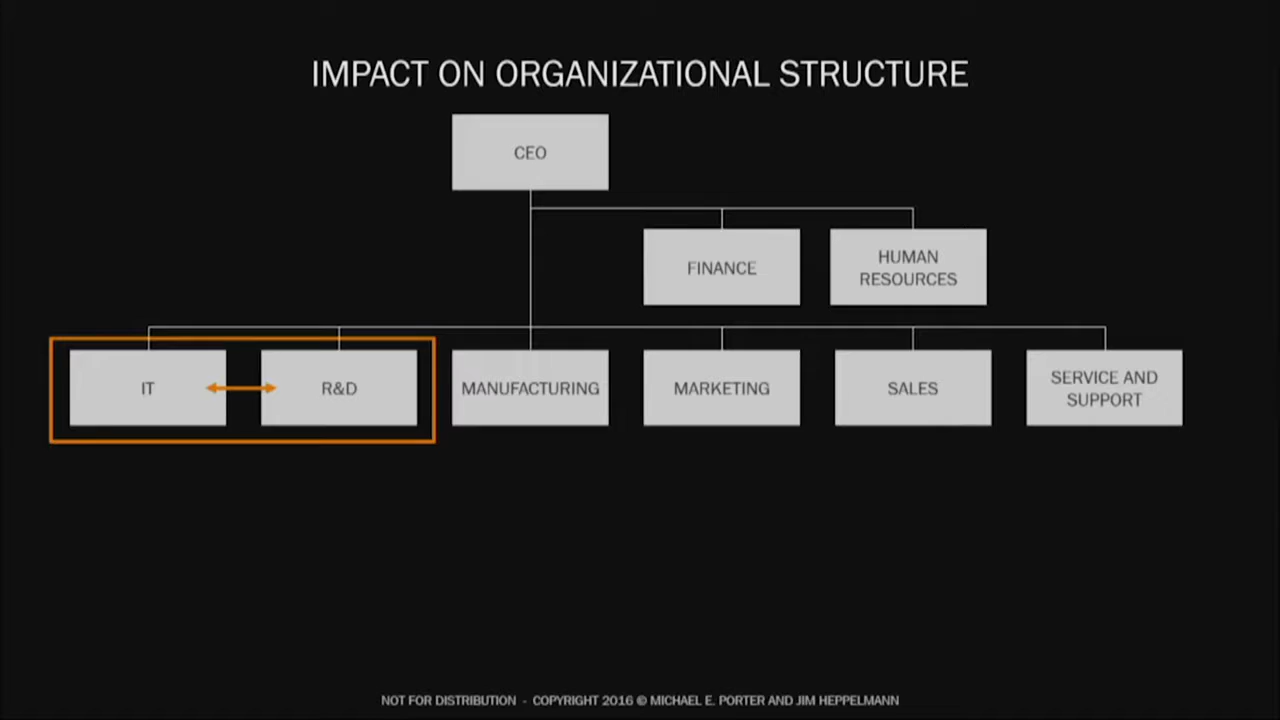 IMPACT ON ORGANIZATIONAL STRUCTURE
CEO
FINANCE
HUMAN
RESOURCES
IT
R&D
MANUFACTURING
MARKETING
SALES
SERVICE AND
SUPPORT
NOT FOR DISTRIBUTION - COPYRIGHT 2016 © MICHAEL E. PORTER AND JIM HEPPELMANN